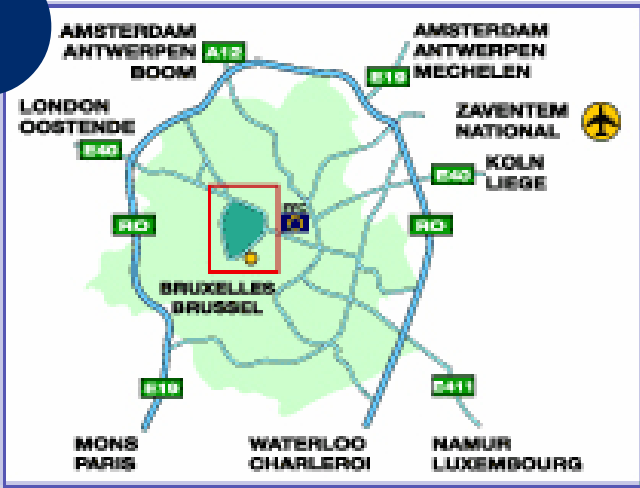 AMSTERDAM
ANTWERPEN
BOOM
A12
AMSTERDAM
ANTWERPEN
MECHELEN
E19
LONDON
OOSTENDE
E40
ZAVENTEM
NATIONAL
E40
KOLN
LIEGE
RO
RO
BRUXELLES
BRUSSEL
E19
E411
MONS
PARIS
WATERLOO
CHARLEROI
NAMUR
LUXEMBOURG